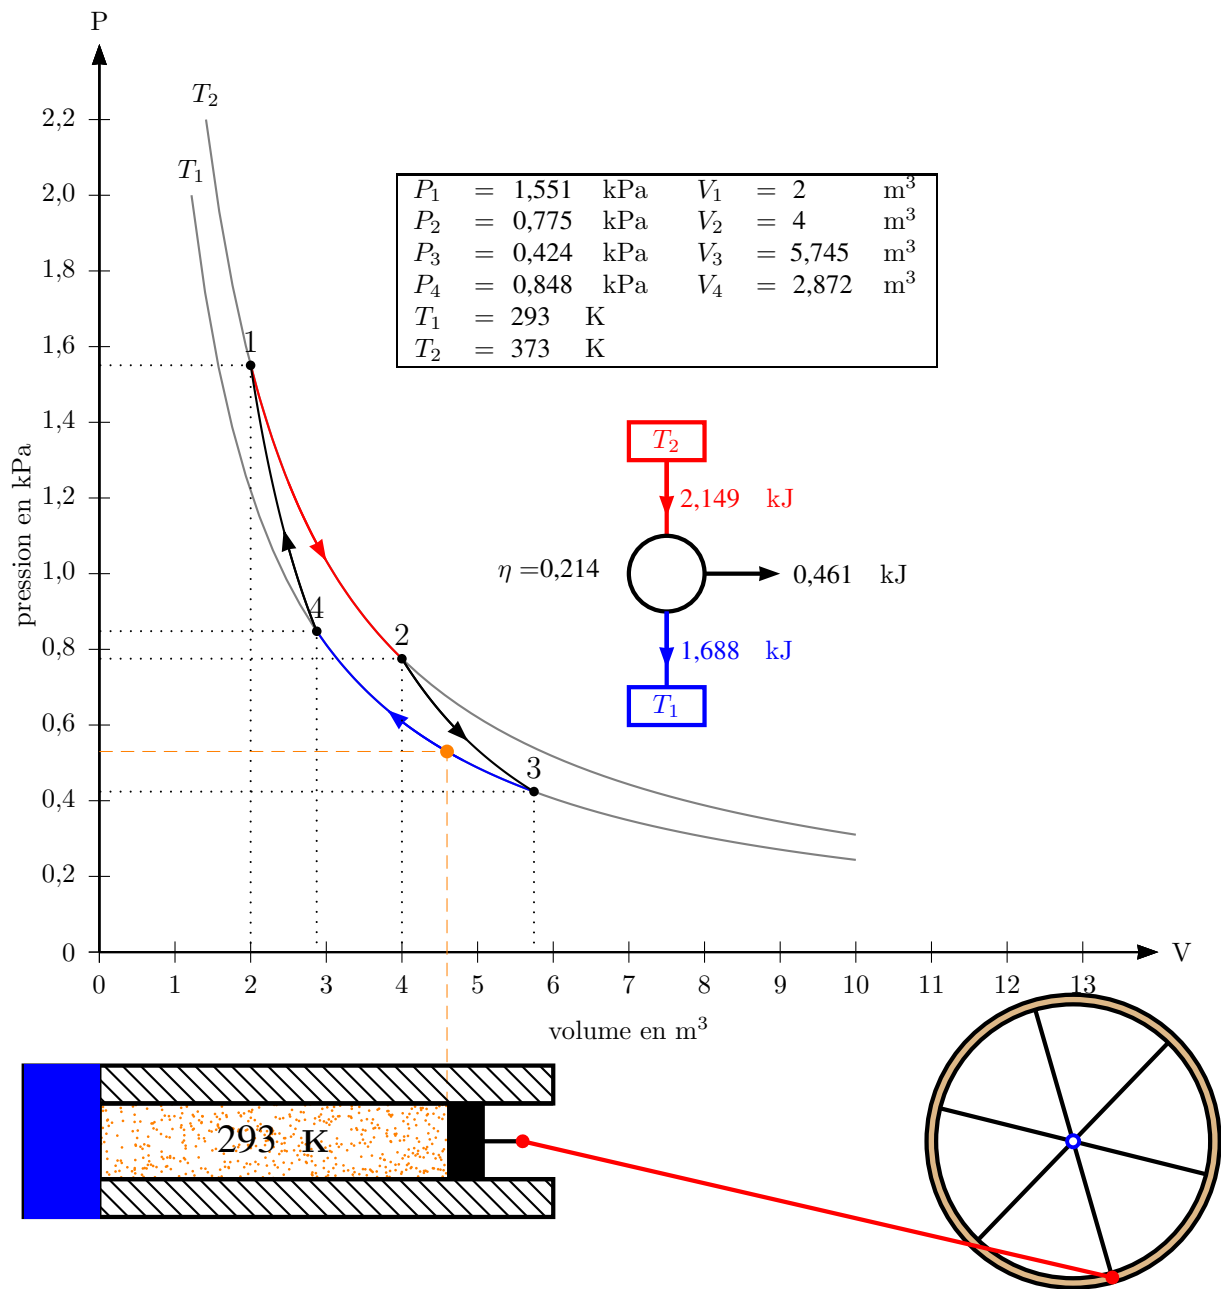 P
T₂
2,2
T₁
2,0
P₁ = 1,551 kPa V₁ = 2 m³
P₂ = 0,775 kPa V₂ = 4 m³
P₃ = 0,424 kPa V₃ = 5,745 m³
P₄ = 0,848 kPa V₄ = 2,872 m³
T₁ = 293 K
T₂ = 373 K
1,8
1,6
1
1,4
T₂
1,2
2,149 kJ
pression en kPa
1,0
η =0,214
0,461 kJ
4
0,8
2
1,688 kJ
T₁
0,6
3
0,4
0,2
0
V
0 1 2 3 4 5 6 7 8 9 10 11 12 13
volume en m³
293 K